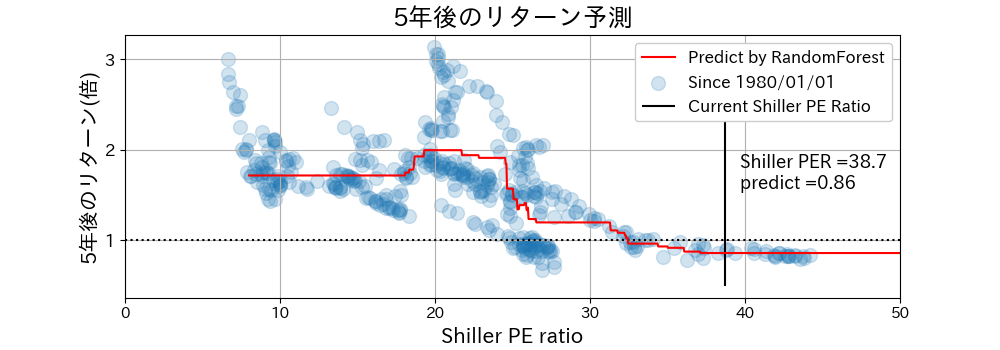 5年後のリターン予測
5年後のリターン(倍)
3
2
1
Predict by RandomForest
Since 1980/01/01
Current Shiller PE Ratio
Shiller PER =38.7
predict =0.86
0
10
20
30
40
50
Shiller PE ratio